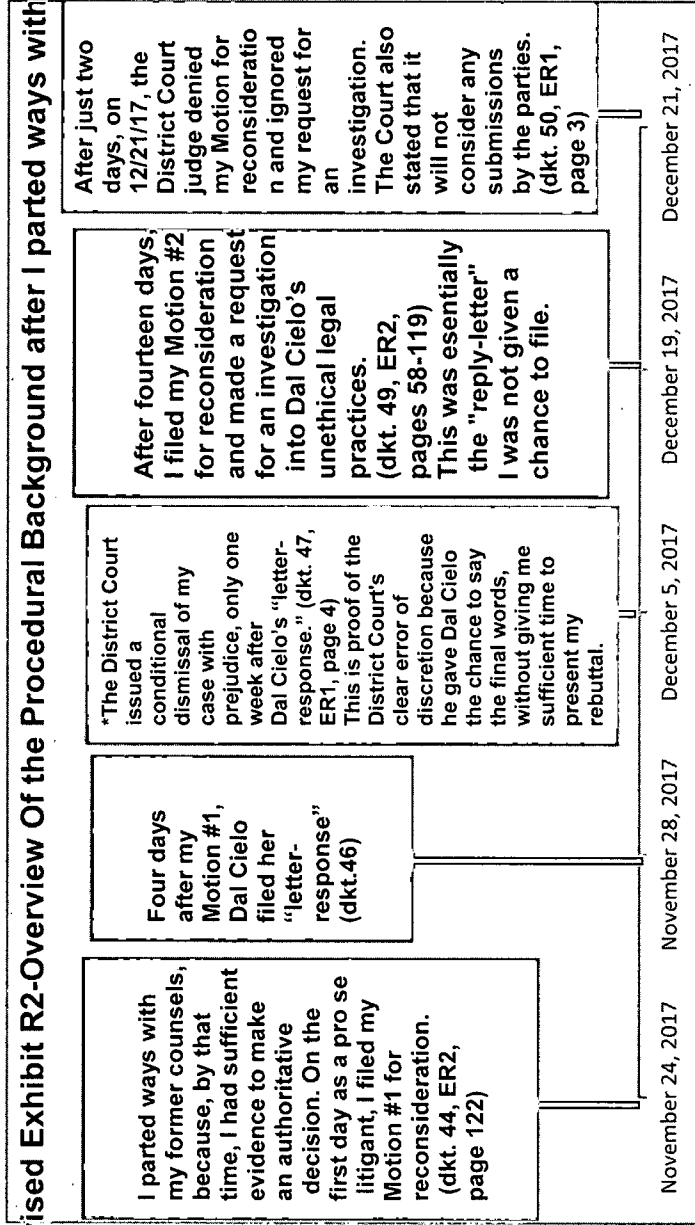 ised Exhibit R2-Overview Of the Procedural Background after I parted ways with
I parted ways with
my former counsels,
because, by that
time, I had sufficient
evidence to make
an authoritative
decision. On the
first day as a pro se
litigant, I filed my
Motion #1 for
reconsideration.
(dkt. 44, ER2,
page 122)
Four days
after my
Motion #1,
Dal Cielo
filed her
“letter-
response”
(dkt.46)
*The District Court
issued a
conditional
dismissal of my
case with
prejudice, only one
week after
Dal Cielo’s “letter-
response.” (dkt. 47,
ER1, page 4)
This is proof of the
District Court’s
clear error of
discretion because
he gave Dal Cielo
the chance to say
the final words,
without giving me
sufficient time to
present my
rebuttal.
After fourteen days,
I filed my Motion #2
for reconsideration
and made a request
for an investigation
into Dal Cielo’s
unethical legal
practices.
(dkt. 49, ER2,
pages 58-119)
This was esentially
the "reply-letter"
I was not given a
chance to file.
After just two
days, on
12/21/17, the
District Court
judge denied
my Motion for
reconsideratio
n and ignored
my request for
an
investigation.
The Court also
stated that it
will not
consider any
submissions
by the parties.
(dkt. 50, ER1,
page 3)
November 24, 2017
November 28, 2017
December 5, 2017
December 19, 2017
December 21, 2017